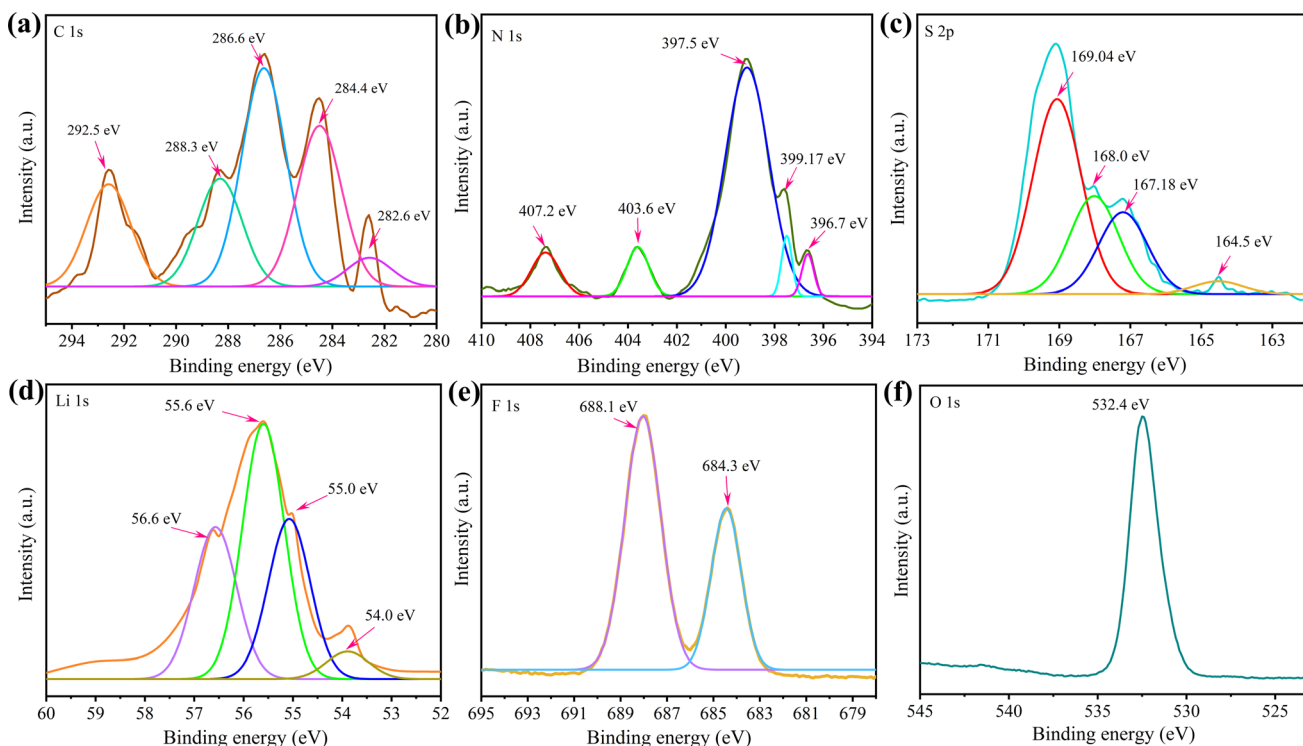 (a)
C 1s
292.5 eV
288.3 eV
286.6 eV
284.4 eV
282.6 eV
Intensity (a.u.)
294 292 290 288 286 284 282 280
Binding energy (eV)
(b)
N 1s
407.2 eV
403.6 eV
397.5 eV
399.17 eV
396.7 eV
Intensity (a.u.)
410 408 406 404 402 400 398 396 394
Binding energy (eV)
(c)
S 2p
169.04 eV
168.0 eV
167.18 eV
164.5 eV
Intensity (a.u.)
173 171 169 167 165 163
Binding energy (eV)
(d)
Li 1s
56.6 eV
55.6 eV
55.0 eV
54.0 eV
Intensity (a.u.)
60 59 58 57 56 55 54 53 52
Binding energy (eV)
(e)
F 1s
688.1 eV
684.3 eV
Intensity (a.u.)
695 693 691 689 687 685 683 681 679
Binding energy (eV)
(f)
O 1s
532.4 eV
Intensity (a.u.)
545 540 535 530 525
Binding energy (eV)